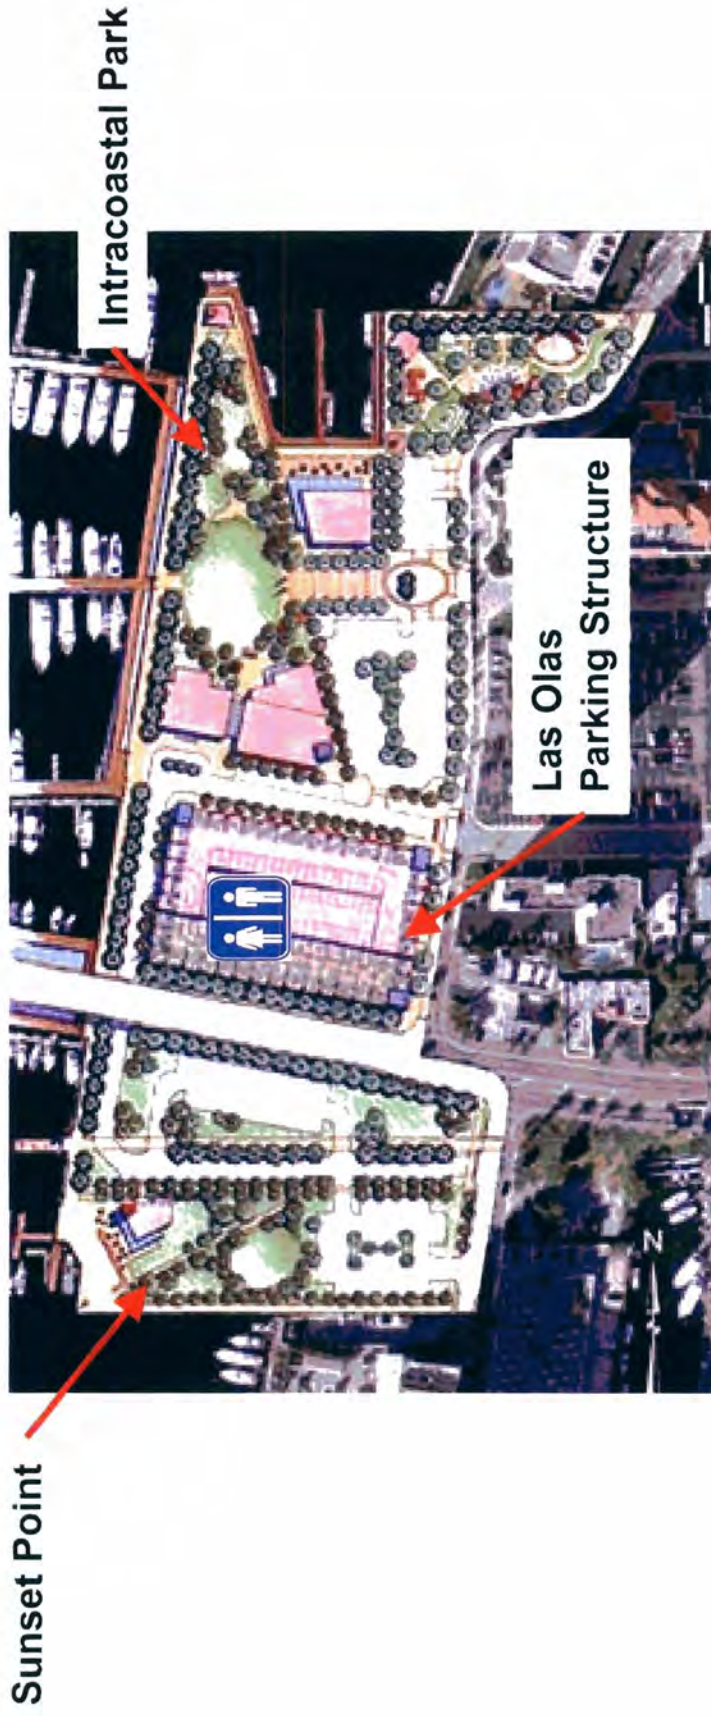 Sunset Point
Intracoastal Park
Las Olas
Parking Structure
N